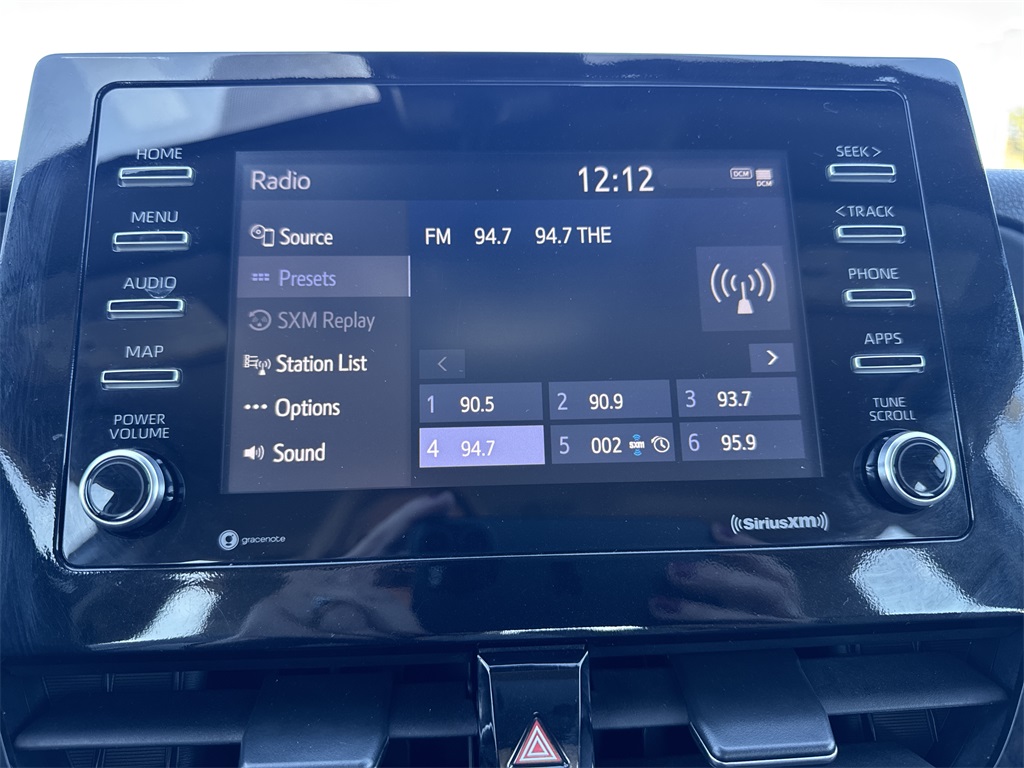 HOME
MENU
AUDIO
MAP
POWER
VOLUME
Radio
12:12
DCM
DCM
Source
Presets
SXM Replay
Station List
Options
Sound
FM 94.7 94.7 THE
< >
1 90.5
2 90.9
3 93.7
4 94.7
5 002 SXM
6 95.9
SEEK >
< TRACK
PHONE
APPS
TUNE
SCROLL
gracenote
((SiriusXM))